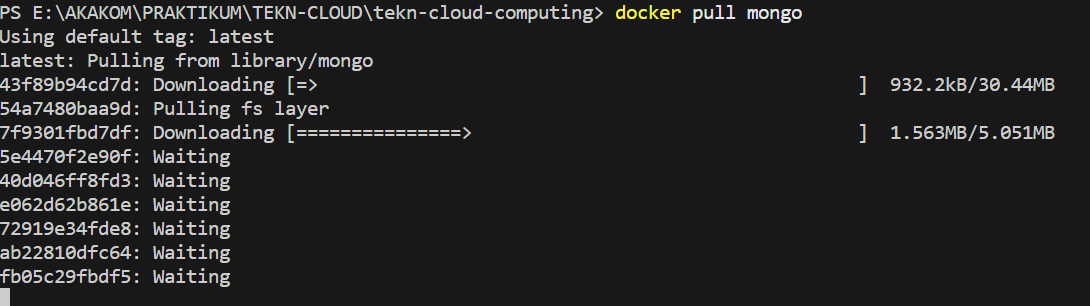 PS E:\AKAKOM\PRAKTIKUM\TEKN-CLOUD\tekn-cloud-computing> docker pull mongo
Using default tag: latest
latest: Pulling from library/mongo
43f89b94cd7d: Downloading [=>                                                  ]  932.2kB/30.44MB
54a7480baa9d: Pulling fs layer
7f9301fbd7df: Downloading [===============>                                    ]  1.563MB/5.051MB
5e4470f2e90f: Waiting
40d046ff8fd3: Waiting
e062d62b861e: Waiting
72919e34fde8: Waiting
ab22810dfc64: Waiting
fb05c29fbdf5: Waiting